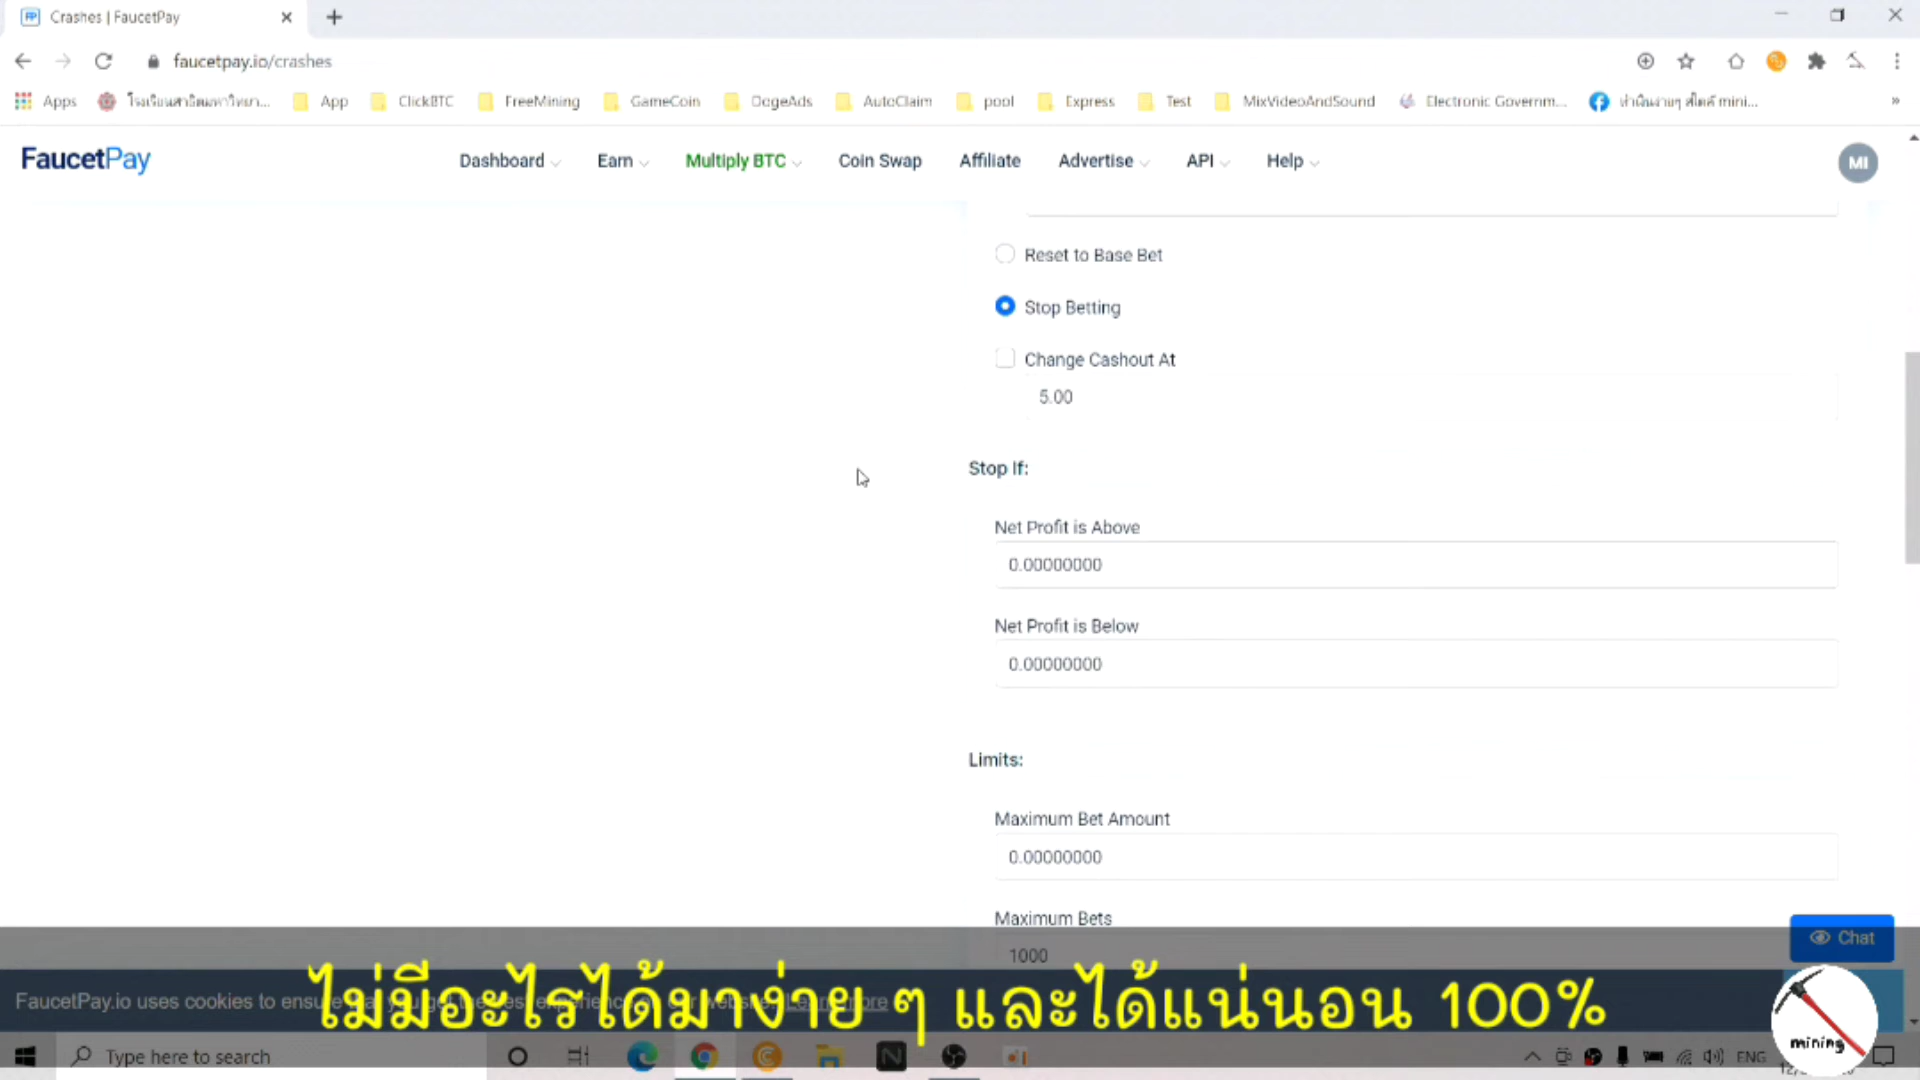 Crashes | FaucetPay
faucetpay.io/crashes
Apps
App
ClickBTC
FreeMining
GameCoin
DogeAds
AutoClaim
pool
Express
Test
MixVideoAndSound
Electronic Governm...
FaucetPay
Dashboard
Earn
Multiply BTC
Coin Swap
Affiliate
Advertise
API
Help
MI
Reset to Base Bet
Stop Betting
Change Cashout At
5.00
Stop If:
Net Profit is Above
0.00000000
Net Profit is Below
0.00000000
Limits:
Maximum Bet Amount
0.00000000
Maximum Bets
1000
Chat
FaucetPay.io uses cookies to ensure
ไม่มีอะไรได้มาง่าย ๆ และได้แน่นอน 100%
mining
Type here to search
ENG